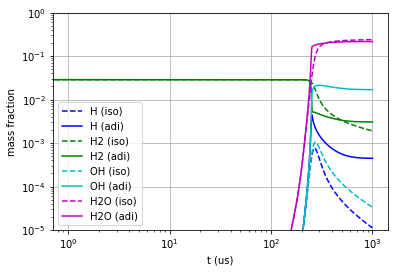 10⁰
10⁻¹
10⁻²
10⁻³
10⁻⁴
10⁻⁵
mass fraction
H (iso)
H (adi)
H2 (iso)
H2 (adi)
OH (iso)
OH (adi)
H2O (iso)
H2O (adi)
10⁰ 10¹ 10² 10³
t (us)